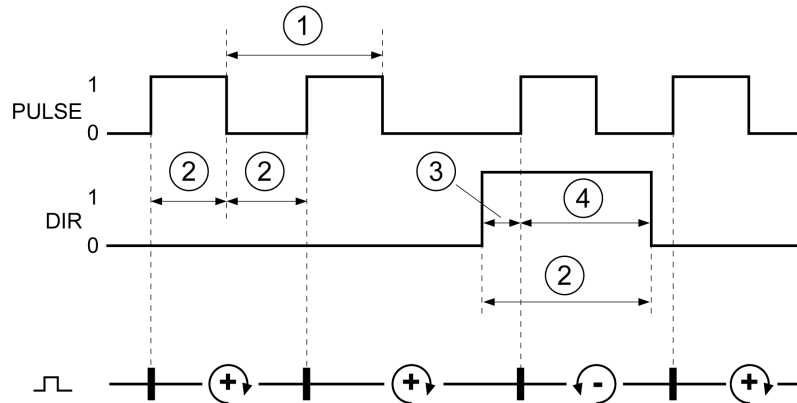 ①
1
PULSE
0
② ② ③
1
④
DIR
0
②
+ + - +